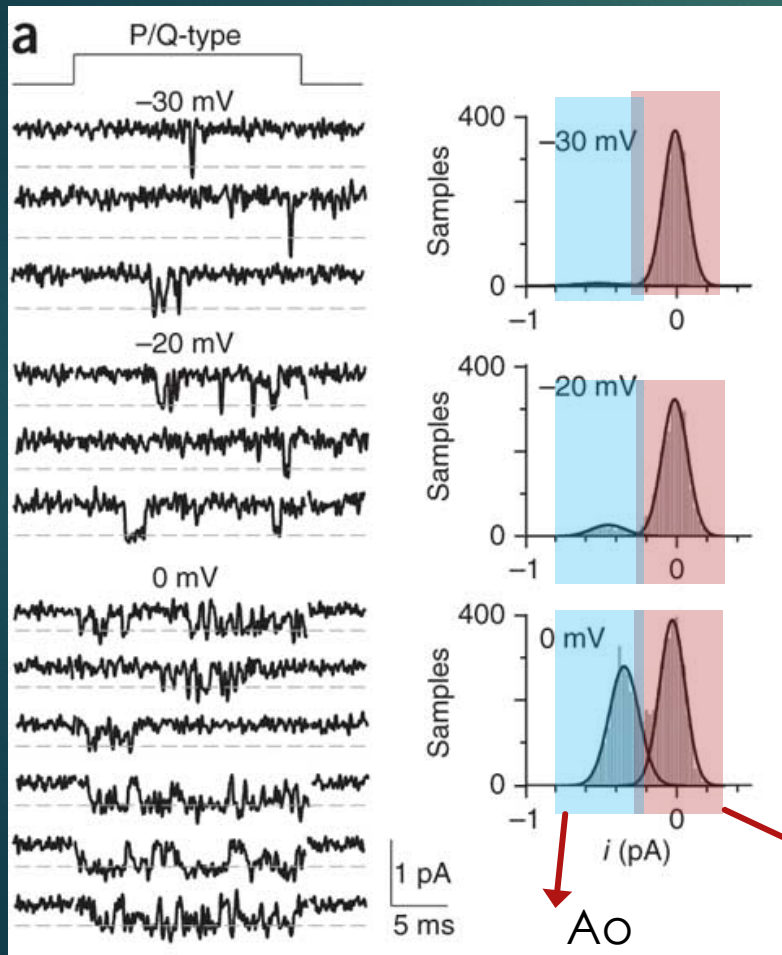 a
P/Q-type
–30 mV
–20 mV
0 mV
1 pA
5 ms
400
–30 mV
Samples
0
–1
0
400
–20 mV
Samples
0
–1
0
400
0 mV
Samples
0
–1
0
i (pA)
Ao